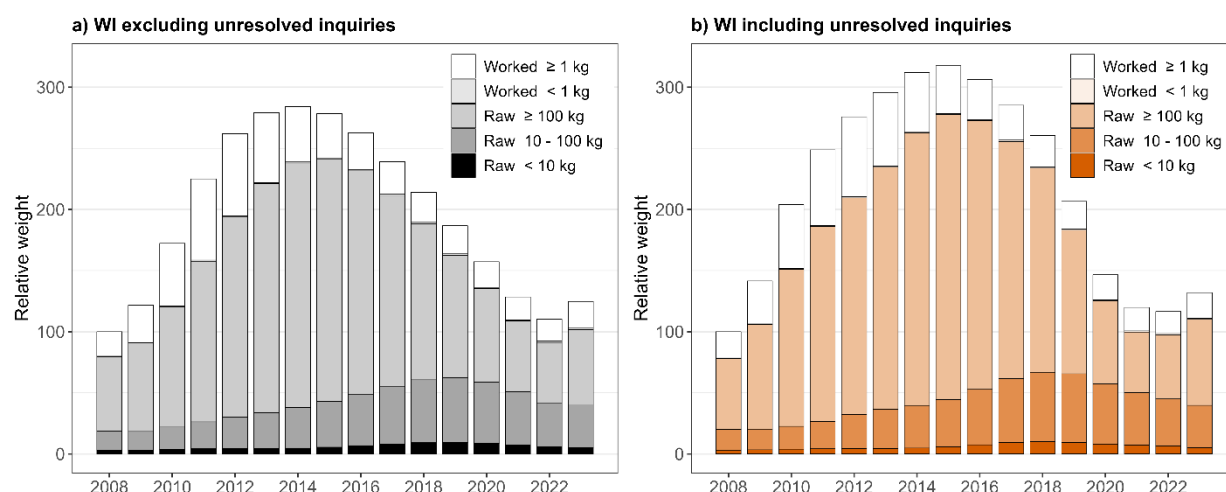 a) WI excluding unresolved inquiries
Relative weight
300
200
100
0
Worked ≥ 1 kg
Worked < 1 kg
Raw ≥ 100 kg
Raw 10 - 100 kg
Raw < 10 kg
2008 2010 2012 2014 2016 2018 2020 2022
b) WI including unresolved inquiries
Relative weight
300
200
100
0
Worked ≥ 1 kg
Worked < 1 kg
Raw ≥ 100 kg
Raw 10 - 100 kg
Raw < 10 kg
2008 2010 2012 2014 2016 2018 2020 2022